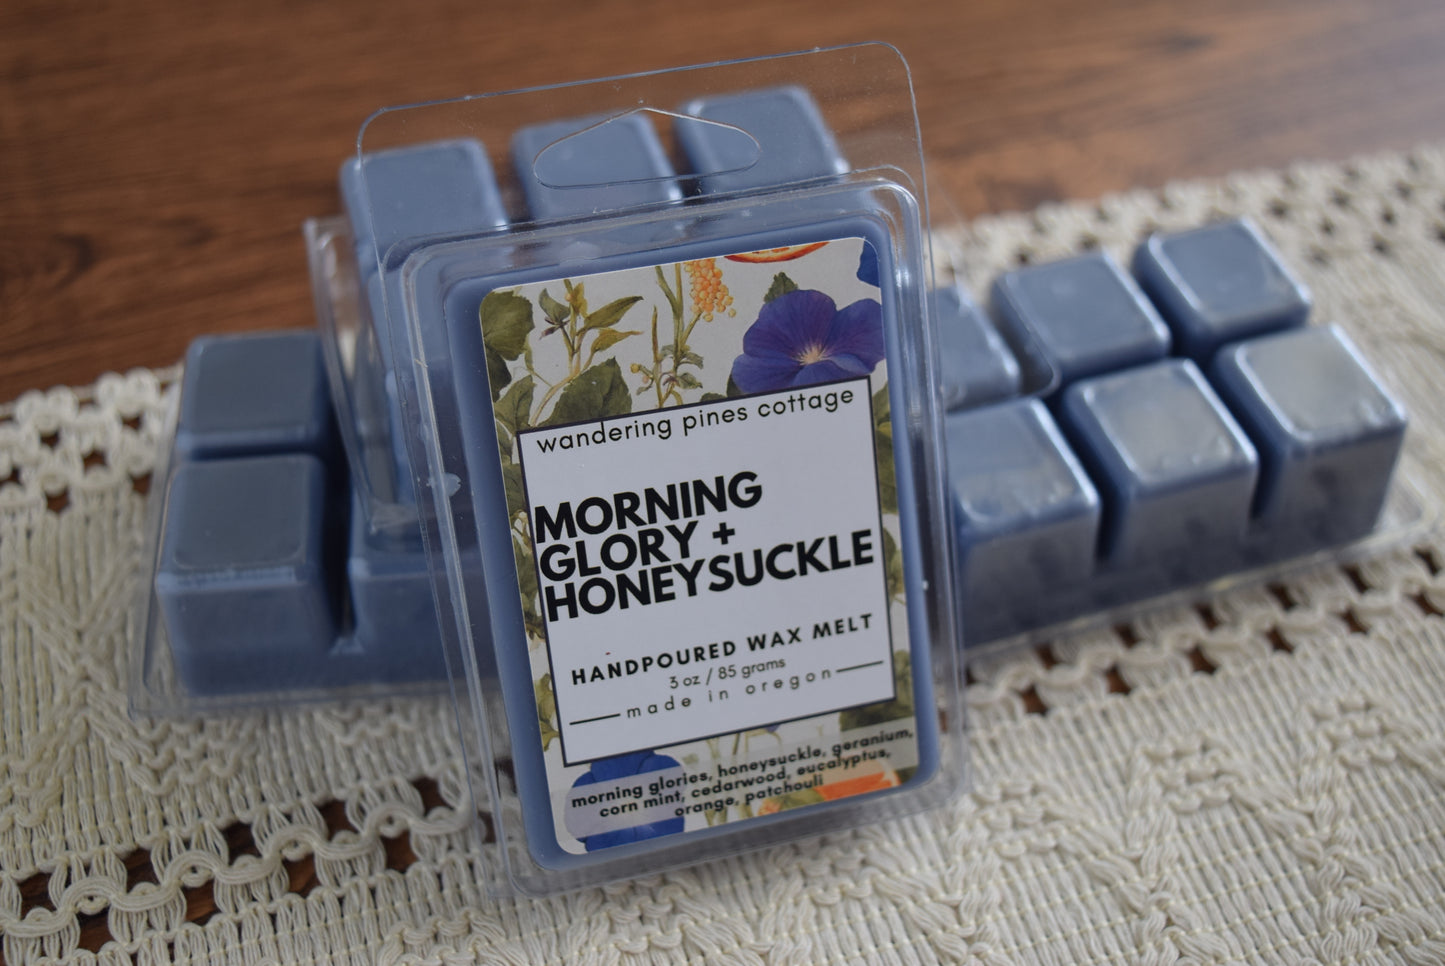 wandering pines cottage
MORNING
GLORY +
HONEYSUCKLE
HANDPOURED WAX MELT
3 oz / 85 grams
made in oregon
morning glories, honeysuckle, geranium,
corn mint, cedarwood, eucalyptus,
orange, patchouli